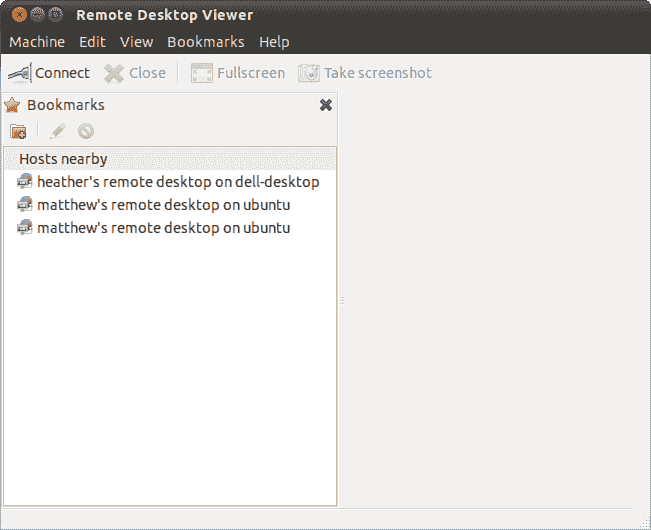 Remote Desktop Viewer
Machine Edit View Bookmarks Help
Connect Close Fullscreen Take screenshot
Bookmarks
Hosts nearby
heather's remote desktop on dell-desktop
matthew's remote desktop on ubuntu
matthew's remote desktop on ubuntu